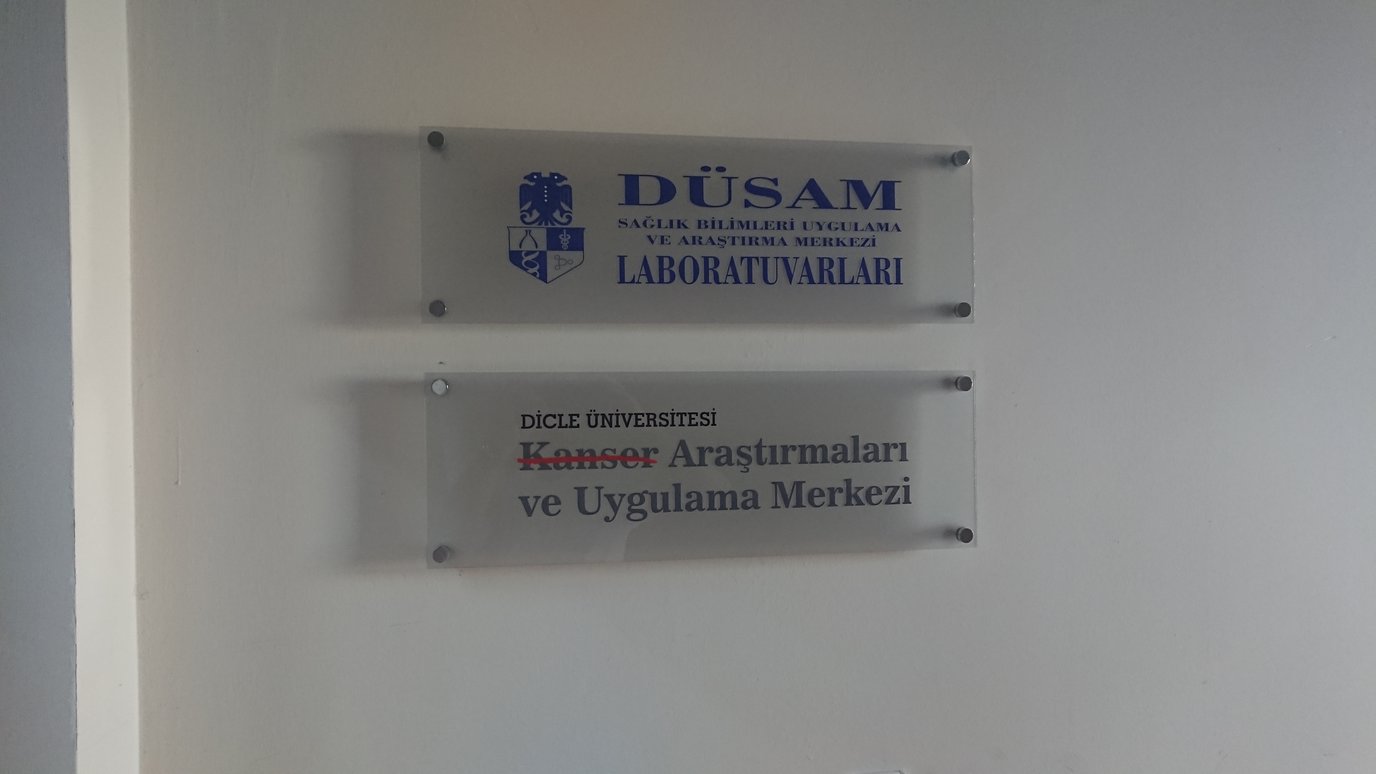 DÜSAM
SAĞLIK BİLİMLERİ UYGULAMA
VE ARAŞTIRMA MERKEZİ
LABORATUVARLARI
DİCLE ÜNİVERSİTESİ
Kanser Araştırmaları
ve Uygulama Merkezi